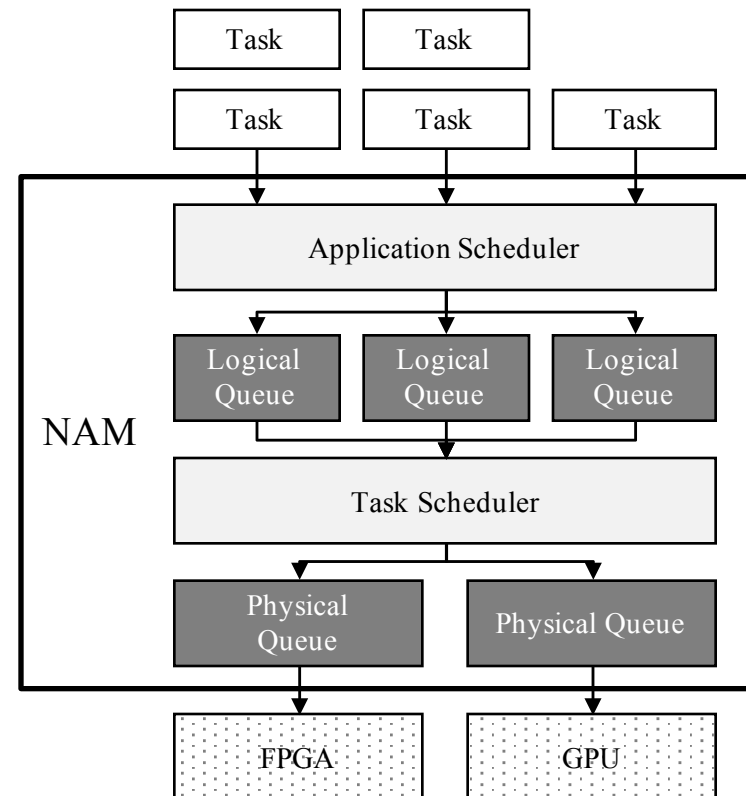 Task Task
Task Task Task
Application Scheduler
Logical Logical Logical
Queue Queue Queue
NAM
Task Scheduler
Physical
Queue
Physical Queue
FPGA GPU